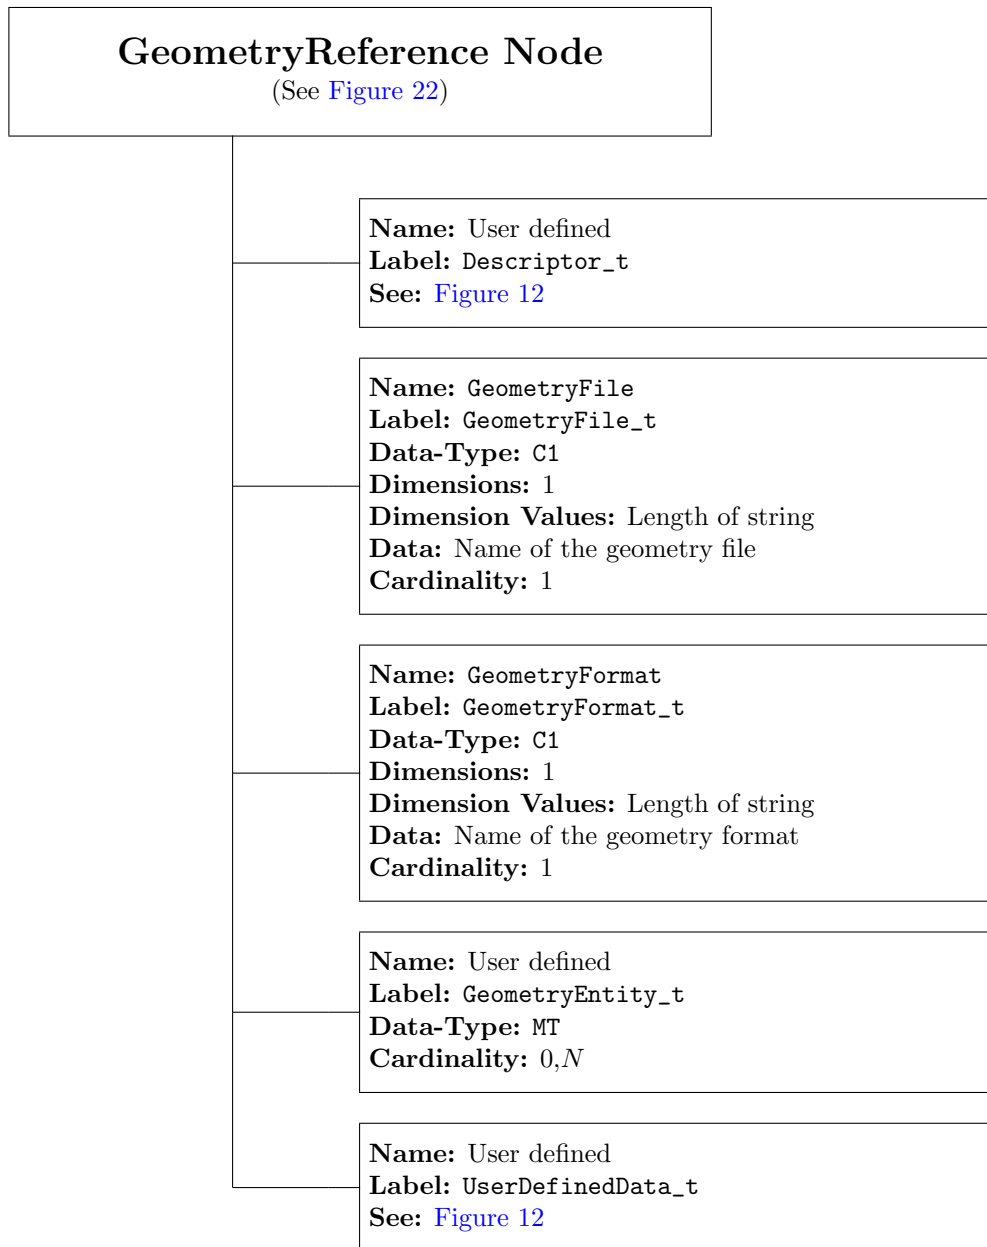 GeometryReference Node
(See Figure 22)
Name: User defined
Label: Descriptor_t
See: Figure 12
Name: GeometryFile
Label: GeometryFile_t
Data-Type: C1
Dimensions: 1
Dimension Values: Length of string
Data: Name of the geometry file
Cardinality: 1
Name: GeometryFormat
Label: GeometryFormat_t
Data-Type: C1
Dimensions: 1
Dimension Values: Length of string
Data: Name of the geometry format
Cardinality: 1
Name: User defined
Label: GeometryEntity_t
Data-Type: MT
Cardinality: 0,N
Name: User defined
Label: UserDefinedData_t
See: Figure 12